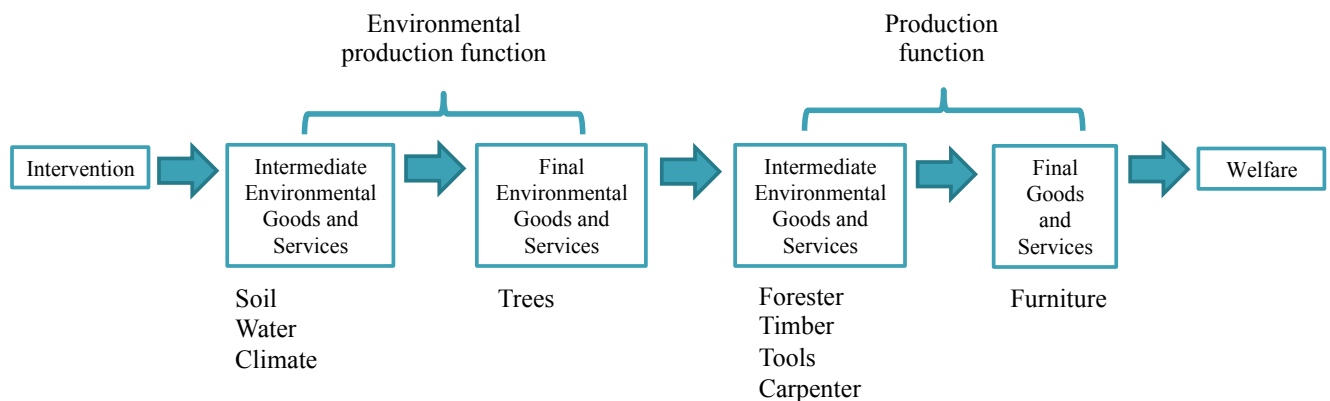 Environmental
production function
Production
function
Intervention
Intermediate
Environmental
Goods and
Services
Final
Environmental
Goods and
Services
Intermediate
Environmental
Goods and
Services
Final
Goods
and
Services
Welfare
Soil
Water
Climate
Trees
Forester
Timber
Tools
Carpenter
Furniture